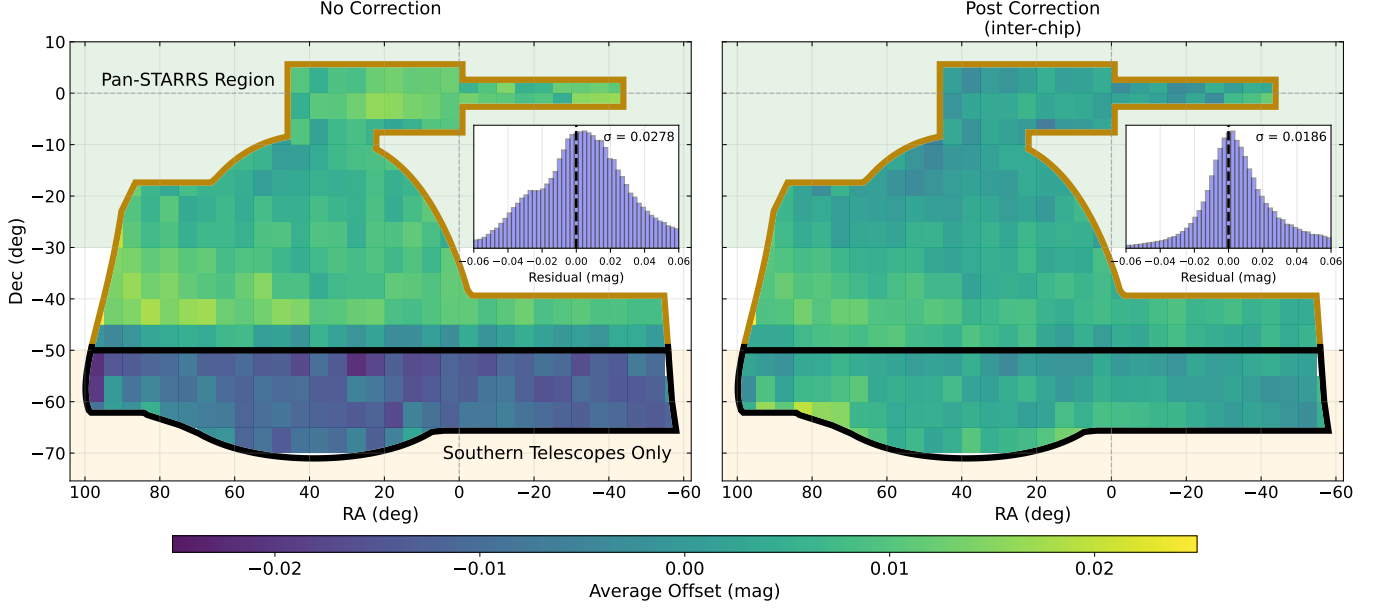 No Correction
Post Correction
(inter-chip)
Pan-STARRS Region
σ = 0.0278
σ = 0.0186
10
0
−10
−20
−30
−40
−50
−60
−70
Dec (deg)
−0.06 −0.04 −0.02 0.00 0.02 0.04 0.06
Residual (mag)
−0.06 −0.04 −0.02 0.00 0.02 0.04 0.06
Residual (mag)
Southern Telescopes Only
100 80 60 40 20 0 −20 −40 −60
RA (deg)
100 80 60 40 20 0 −20 −40 −60
RA (deg)
−0.02 −0.01 0.00 0.01 0.02
Average Offset (mag)